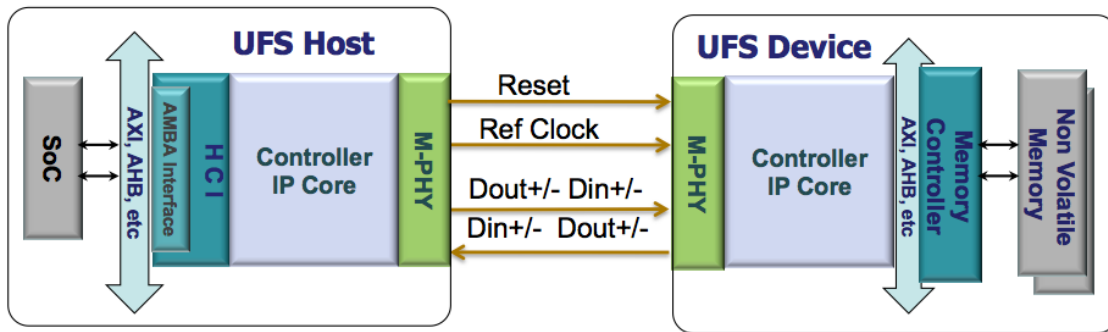 UFS Host
SoC
AXI, AHB, etc
AMBA Interface
HCI
Controller
IP Core
M-PHY
Reset
Ref Clock
Dout+/- Din+/-
Din+/- Dout+/-
UFS Device
M-PHY
Controller
IP Core
AXI, AHB, etc
Memory
Controller
Non Volatile
Memory